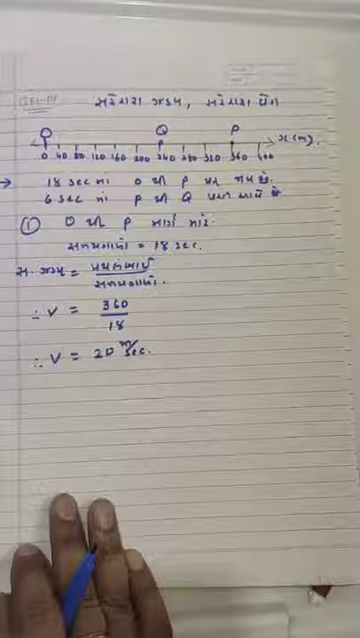 સરેરાશ ઝડપ, સરેરાશ વેગ
O Q P
0 40 80 120 160 200 240 280 320 360 400 x(m).
→ 18 sec માં O થી P પર જાય છે.
6 sec માં P થી Q પરત આવે છે
① O થી P માર્ગ માટે:
સમયગાળો = 18 sec.
સ. ઝડપ = પથલંબાઈ / સમયગાળો.
∴ V = 360 / 18
∴ V = 20 m/sec.